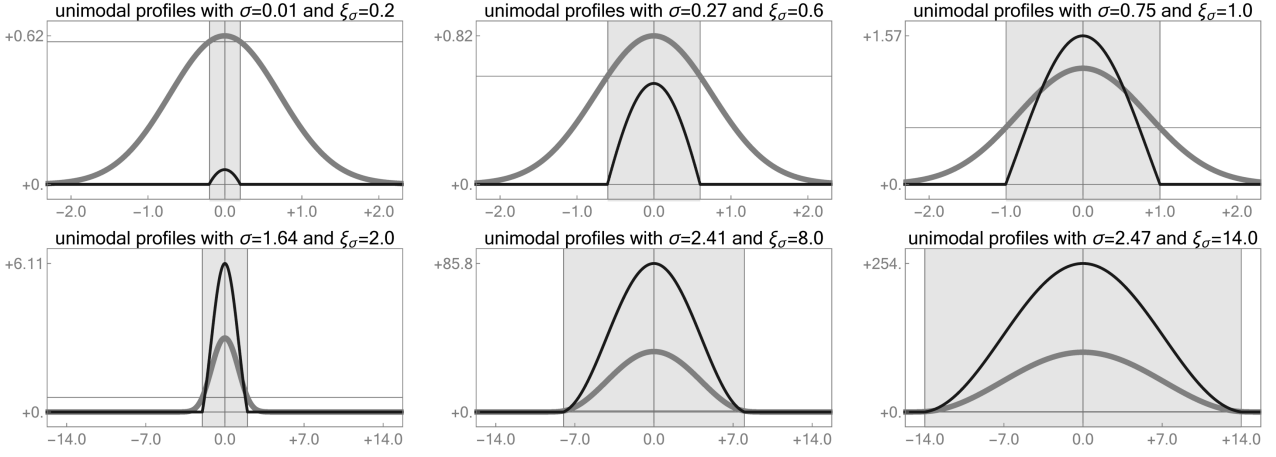 unimodal profiles with σ=0.01 and ξσ=0.2
+0.62
+0.
−2.0 −1.0 0.0 +1.0 +2.0
unimodal profiles with σ=0.27 and ξσ=0.6
+0.82
+0.
−2.0 −1.0 0.0 +1.0 +2.0
unimodal profiles with σ=0.75 and ξσ=1.0
+1.57
+0.
−2.0 −1.0 0.0 +1.0 +2.0
unimodal profiles with σ=1.64 and ξσ=2.0
+6.11
+0.
−14.0 −7.0 0.0 +7.0 +14.0
unimodal profiles with σ=2.41 and ξσ=8.0
+85.8
+0.
−14.0 −7.0 0.0 +7.0 +14.0
unimodal profiles with σ=2.47 and ξσ=14.0
+254.
+0.
−14.0 −7.0 0.0 +7.0 +14.0